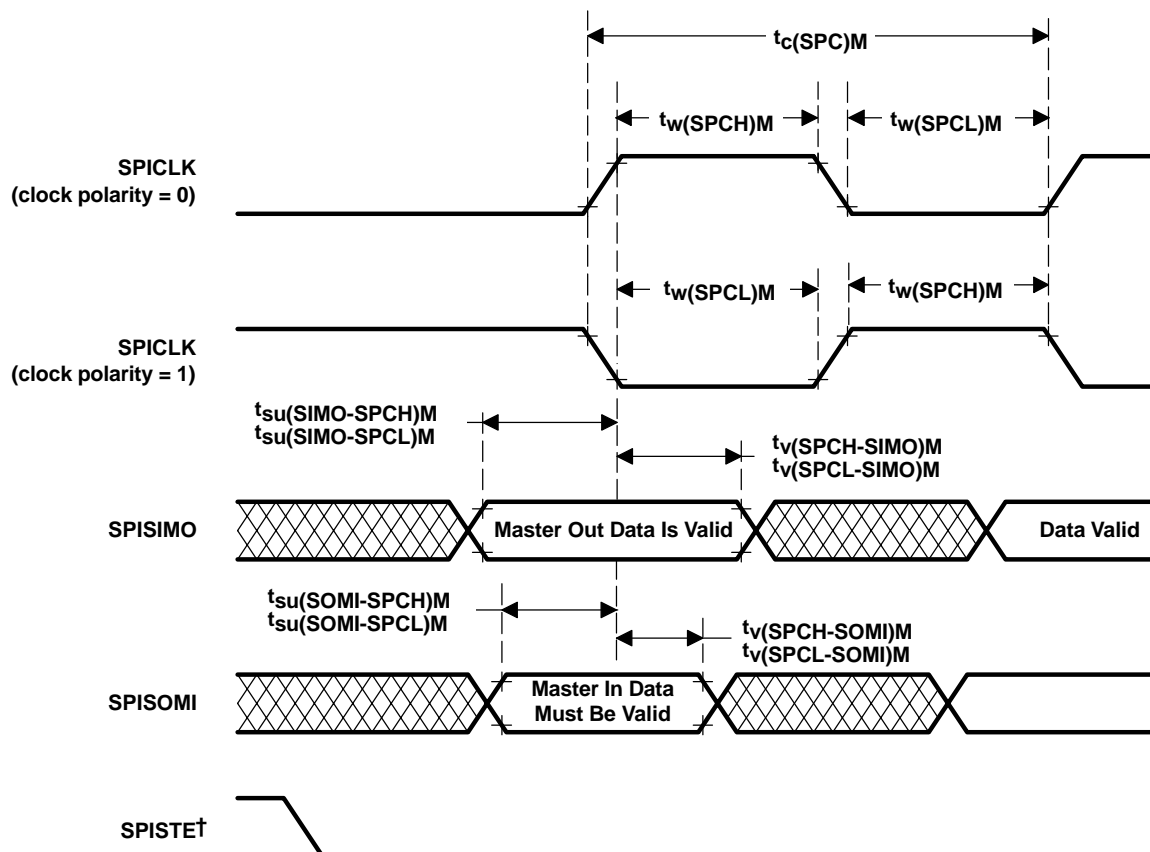 tc(SPC)M
tw(SPCH)M
tw(SPCL)M
SPICLK
(clock polarity = 0)
tw(SPCL)M
tw(SPCH)M
SPICLK
(clock polarity = 1)
tsu(SIMO-SPCH)M
tsu(SIMO-SPCL)M
tv(SPCH-SIMO)M
tv(SPCL-SIMO)M
SPISIMO
Master Out Data Is Valid
Data Valid
tsu(SOMI-SPCH)M
tsu(SOMI-SPCL)M
tv(SPCH-SOMI)M
tv(SPCL-SOMI)M
SPISOMI
Master In Data
Must Be Valid
SPISTE†